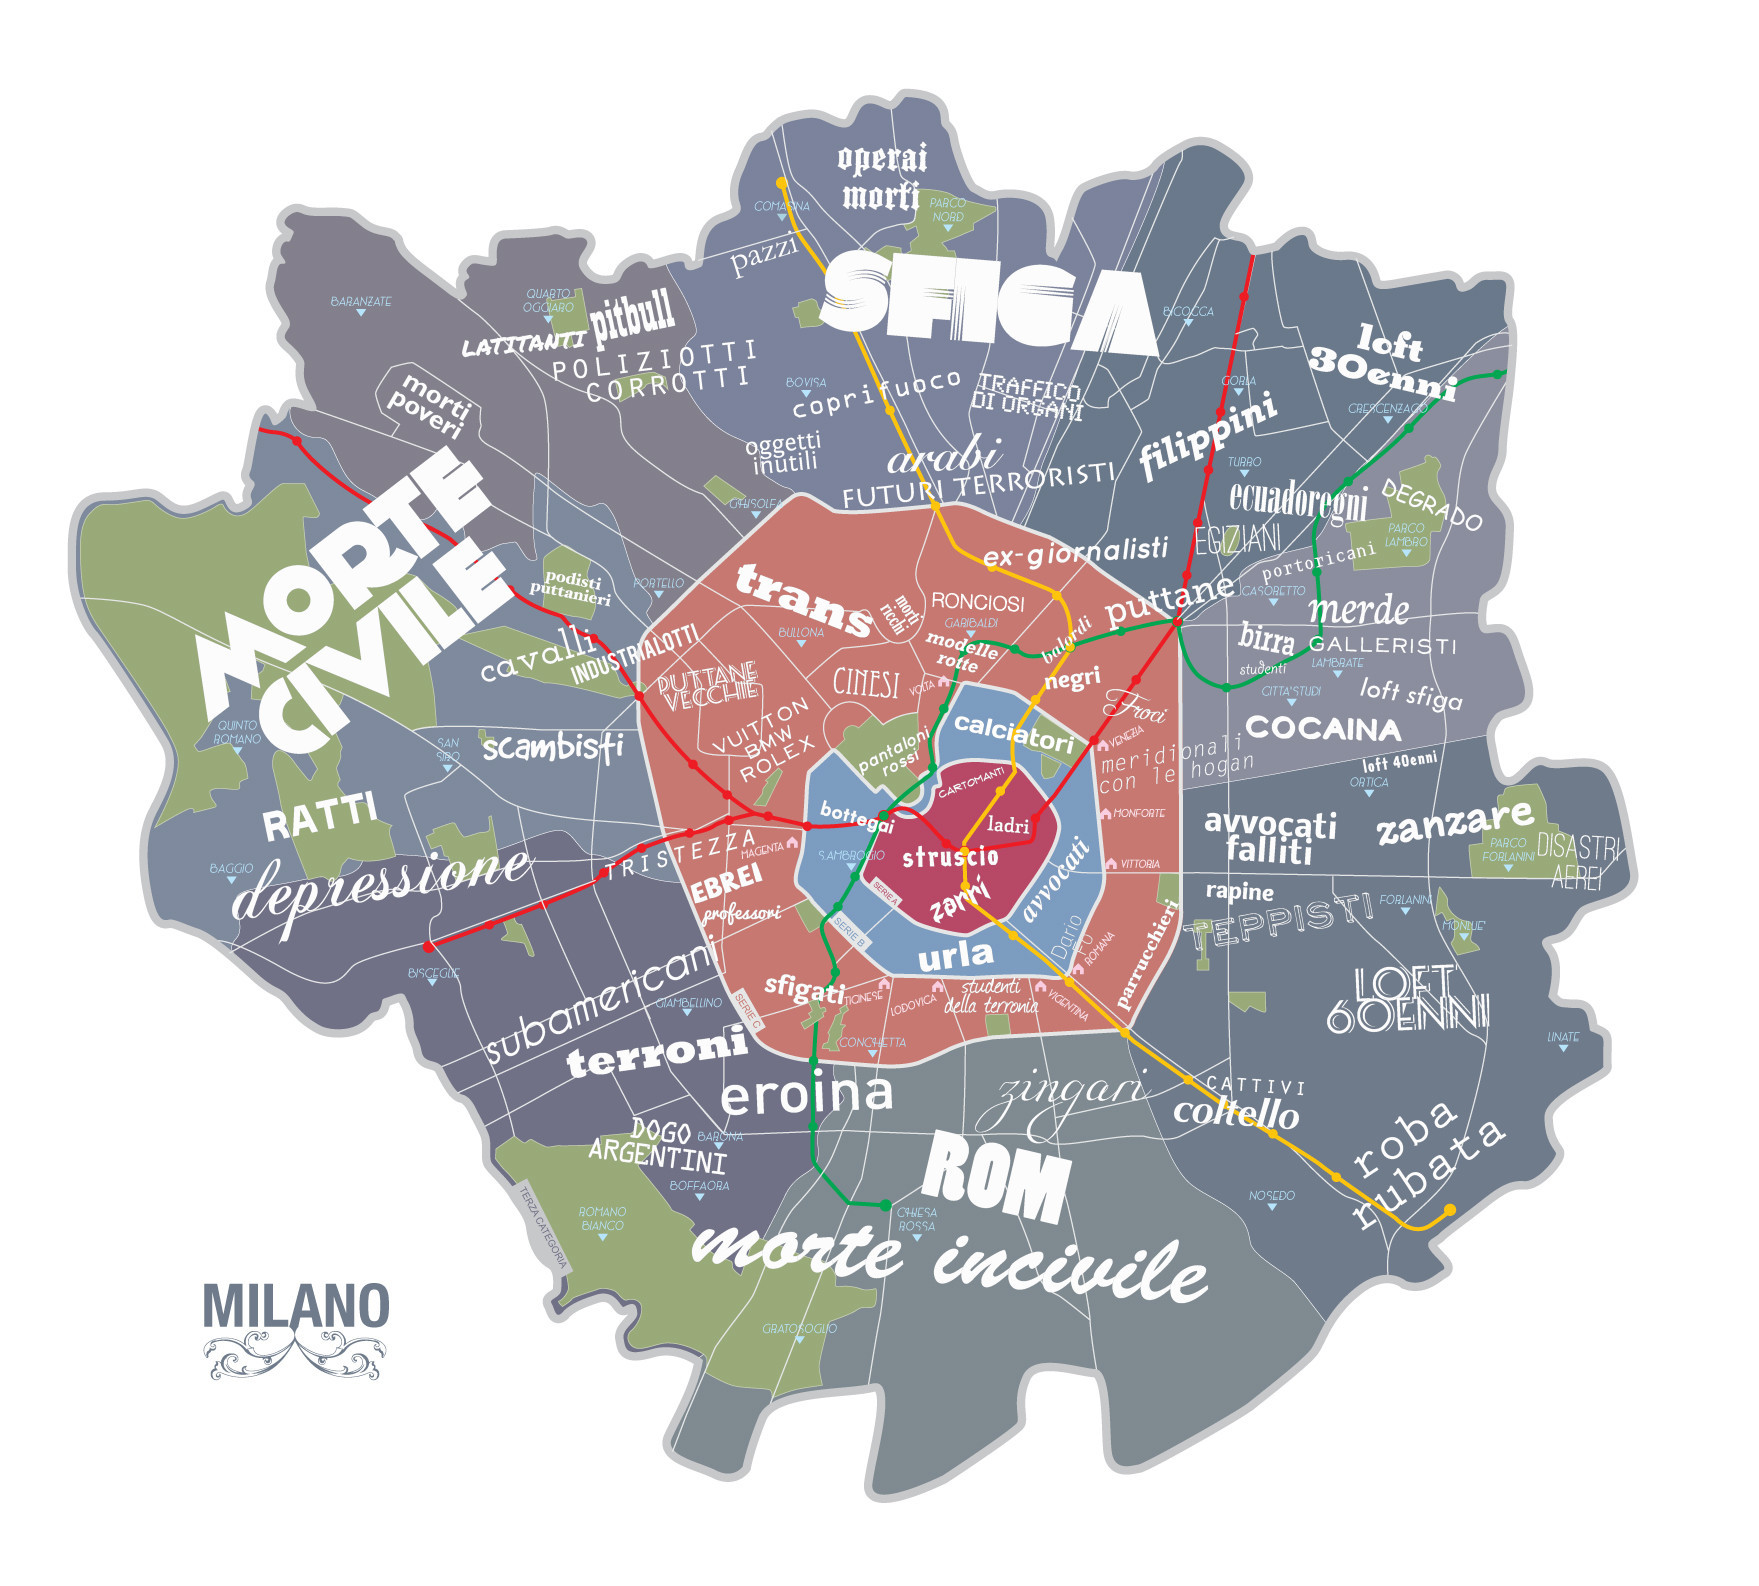 operai
morti
COMASINA
PARCO
NORD
pazzi
SFIGA
BARANZATE
QUARTO
OGGIARO
pitbull
LATITANTI
POLIZIOTTI
CORROTTI
BICOCCA
loft
30enni
morti
poveri
BOVISA
coprifuoco
TRAFFICO
DI ORGANI
GORLA
CRESCENZAGO
filippini
oggetti
inutili
arabi
FUTURI TERRORISTI
TURRO
ecuadoregni
DEGRADO
GHISOLFA
EGIZIANI
PARCO
LAMBRO
MORTE
CIVILE
podisti
puttanieri
PORTELLO
trans
morti
ricchi
ex-giornalisti
RONCIOSI
GARIBALDI
puttane
portoricani
CASORETTO
merde
BULLONA
modelle
rotte
balordi
birra
GALLERISTI
studenti
LAMBRATE
cavalli
INDUSTRIALOTTI
PUTTANE
VECCHIE
CINESI
VOLTA
negri
Froci
CITTA'STUDI
loft sfiga
QUINTO
ROMANO
SAN
SIRO
scambisti
VUITTON
BMW
ROLEX
pantaloni
rossi
calciatori
VENEZIA
meridionali
con le hogan
COCAINA
loft 40enni
ORTICA
CARTOMANTI
RATTI
bottegai
ladri
MONFORTE
avvocati
falliti
zanzare
PARCO
FORLANINI
DISASTRI
AEREI
BAGGIO
depressione
TRISTEZZA
MAGENTA
S.AMBROGIO
struscio
VITTORIA
EBREI
professori
SERIE A
zarri
avvocati
rapine
TEPPISTI
FORLANINI
MONLUE'
SERIE B
Dario
FO
ROMANA
parrucchieri
BISCEGLIE
subamericani
urla
sfigati
TICINESE
LODOVICA
studenti
della terronia
VIGENTINA
LOFT
60ENNI
GIAMBELLINO
SERIE C
terroni
CONCHETTA
LINATE
eroina
zingari
CATTIVI
coltello
DOGO
ARGENTINI
BARONA
roba
rubata
ROM
BOFFAORA
NOSEDO
TERZA CATEGORIA
ROMANO
BIANCO
CHIESA
ROSSA
morte incivile
GRATOSOGLIO
MILANO